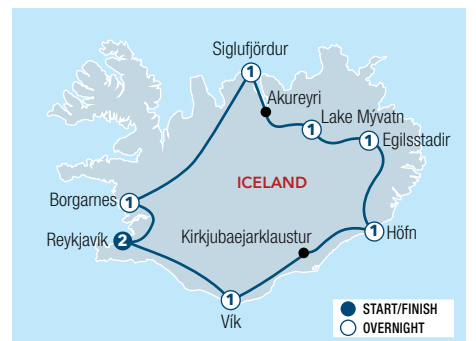 Siglufjördur
1
Akureyri
Lake Mývatn
1
1
Egilsstadir
ICELAND
Borgarnes
1
Reykjavík
2
Kirkjubaejarklaustur
1
Höfn
1
Vík
START/FINISH
OVERNIGHT